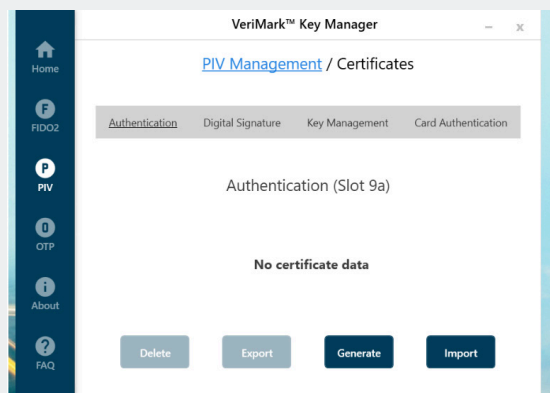 VeriMark™ Key Manager
– x
Home
F
FIDO2
P
PIV
O
OTP
i
About
?
FAQ
PIV Management / Certificates
Authentication Digital Signature Key Management Card Authentication
Authentication (Slot 9a)
No certificate data
Delete Export Generate Import